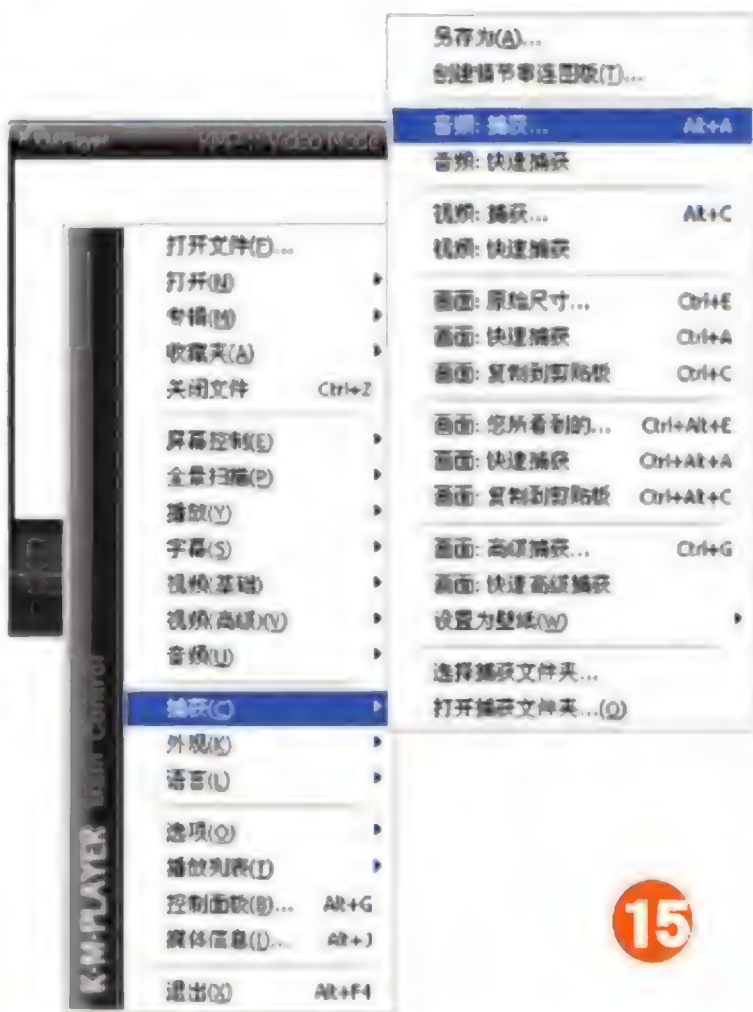 KMPlayer
KMP :: Video Mode
K·M·PLAYER Main Control
打开文件(F)...
打开(N)
专辑(M)
收藏夹(A)
关闭文件 Ctrl+Z
屏幕控制(E)
全景扫描(P)
播放(Y)
字幕(S)
视频(基础)
视频(高级)(V)
音频(U)
捕获(C)
外观(K)
语言(L)
选项(O)
播放列表(T)
控制面板(B)... Alt+G
媒体信息(I)... Alt+J
退出(X) Alt+F4
另存为(A)...
创建情节串连图版(T)...
音频: 捕获... Alt+A
音频: 快速捕获
视频: 捕获... Alt+C
视频: 快速捕获
画面: 原始尺寸... Ctrl+E
画面: 快速捕获 Ctrl+A
画面: 复制到剪贴板 Ctrl+C
画面: 您所看到的... Ctrl+Alt+E
画面: 快速捕获 Ctrl+Alt+A
画面: 复制到剪贴板 Ctrl+Alt+C
画面: 高级捕获... Ctrl+G
画面: 快速高级捕获
设置为壁纸(W)
选择捕获文件夹...
打开捕获文件夹...(O)
15